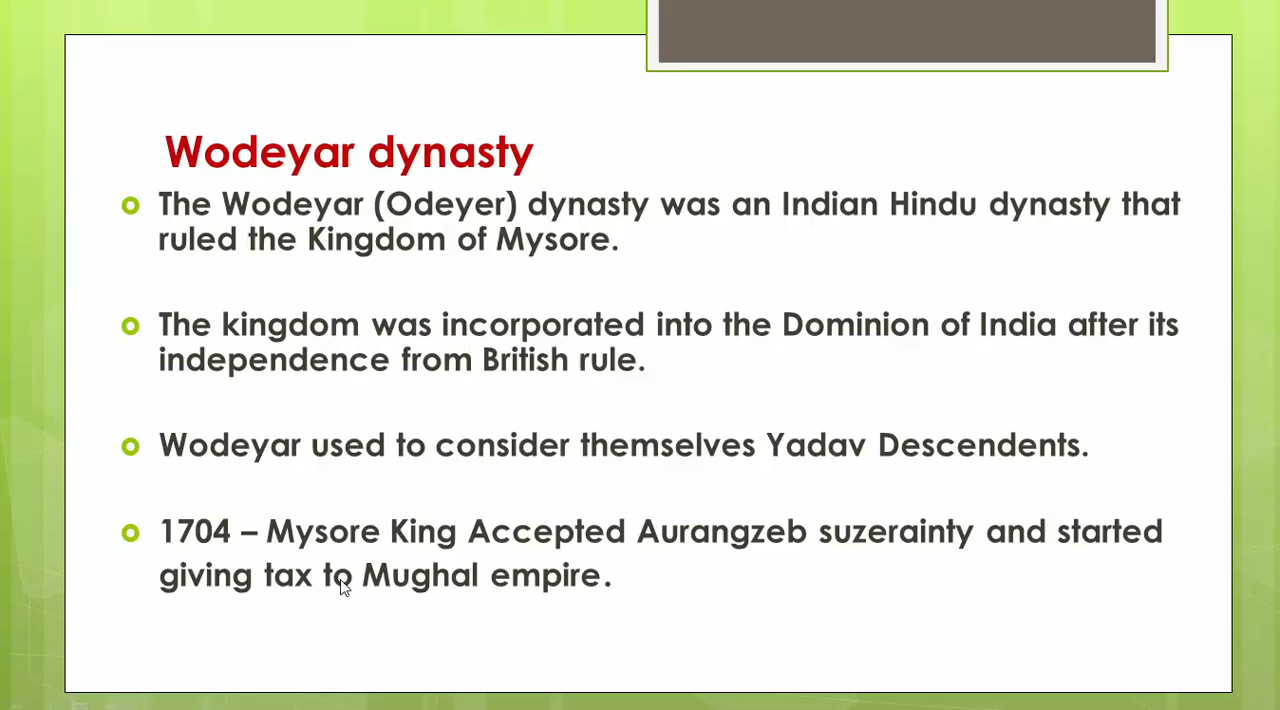 Wodeyar dynasty
The Wodeyar (Odeyer) dynasty was an Indian Hindu dynasty that
ruled the Kingdom of Mysore.
The kingdom was incorporated into the Dominion of India after its
independence from British rule.
Wodeyar used to consider themselves Yadav Descendents.
1704 – Mysore King Accepted Aurangzeb suzerainty and started
giving tax to Mughal empire.